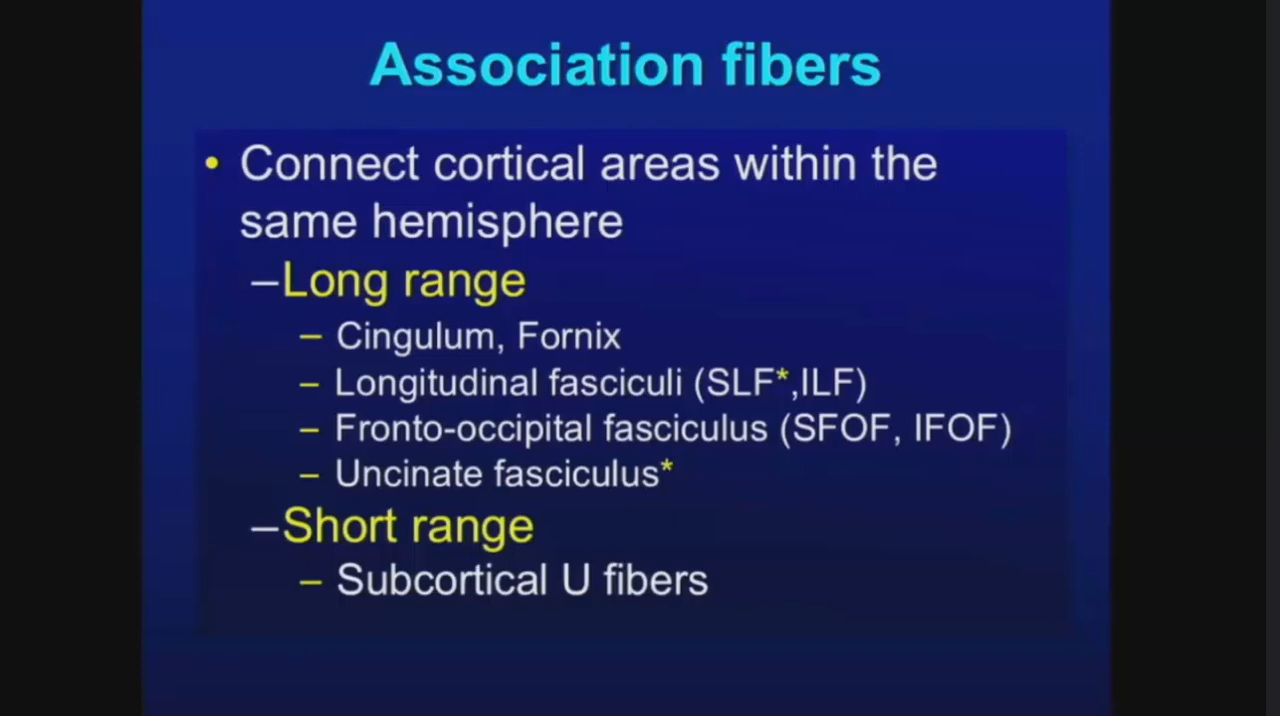 Association fibers
• Connect cortical areas within the
same hemisphere
–Long range
– Cingulum, Fornix
– Longitudinal fasciculi (SLF*,ILF)
– Fronto-occipital fasciculus (SFOF, IFOF)
– Uncinate fasciculus*
–Short range
– Subcortical U fibers